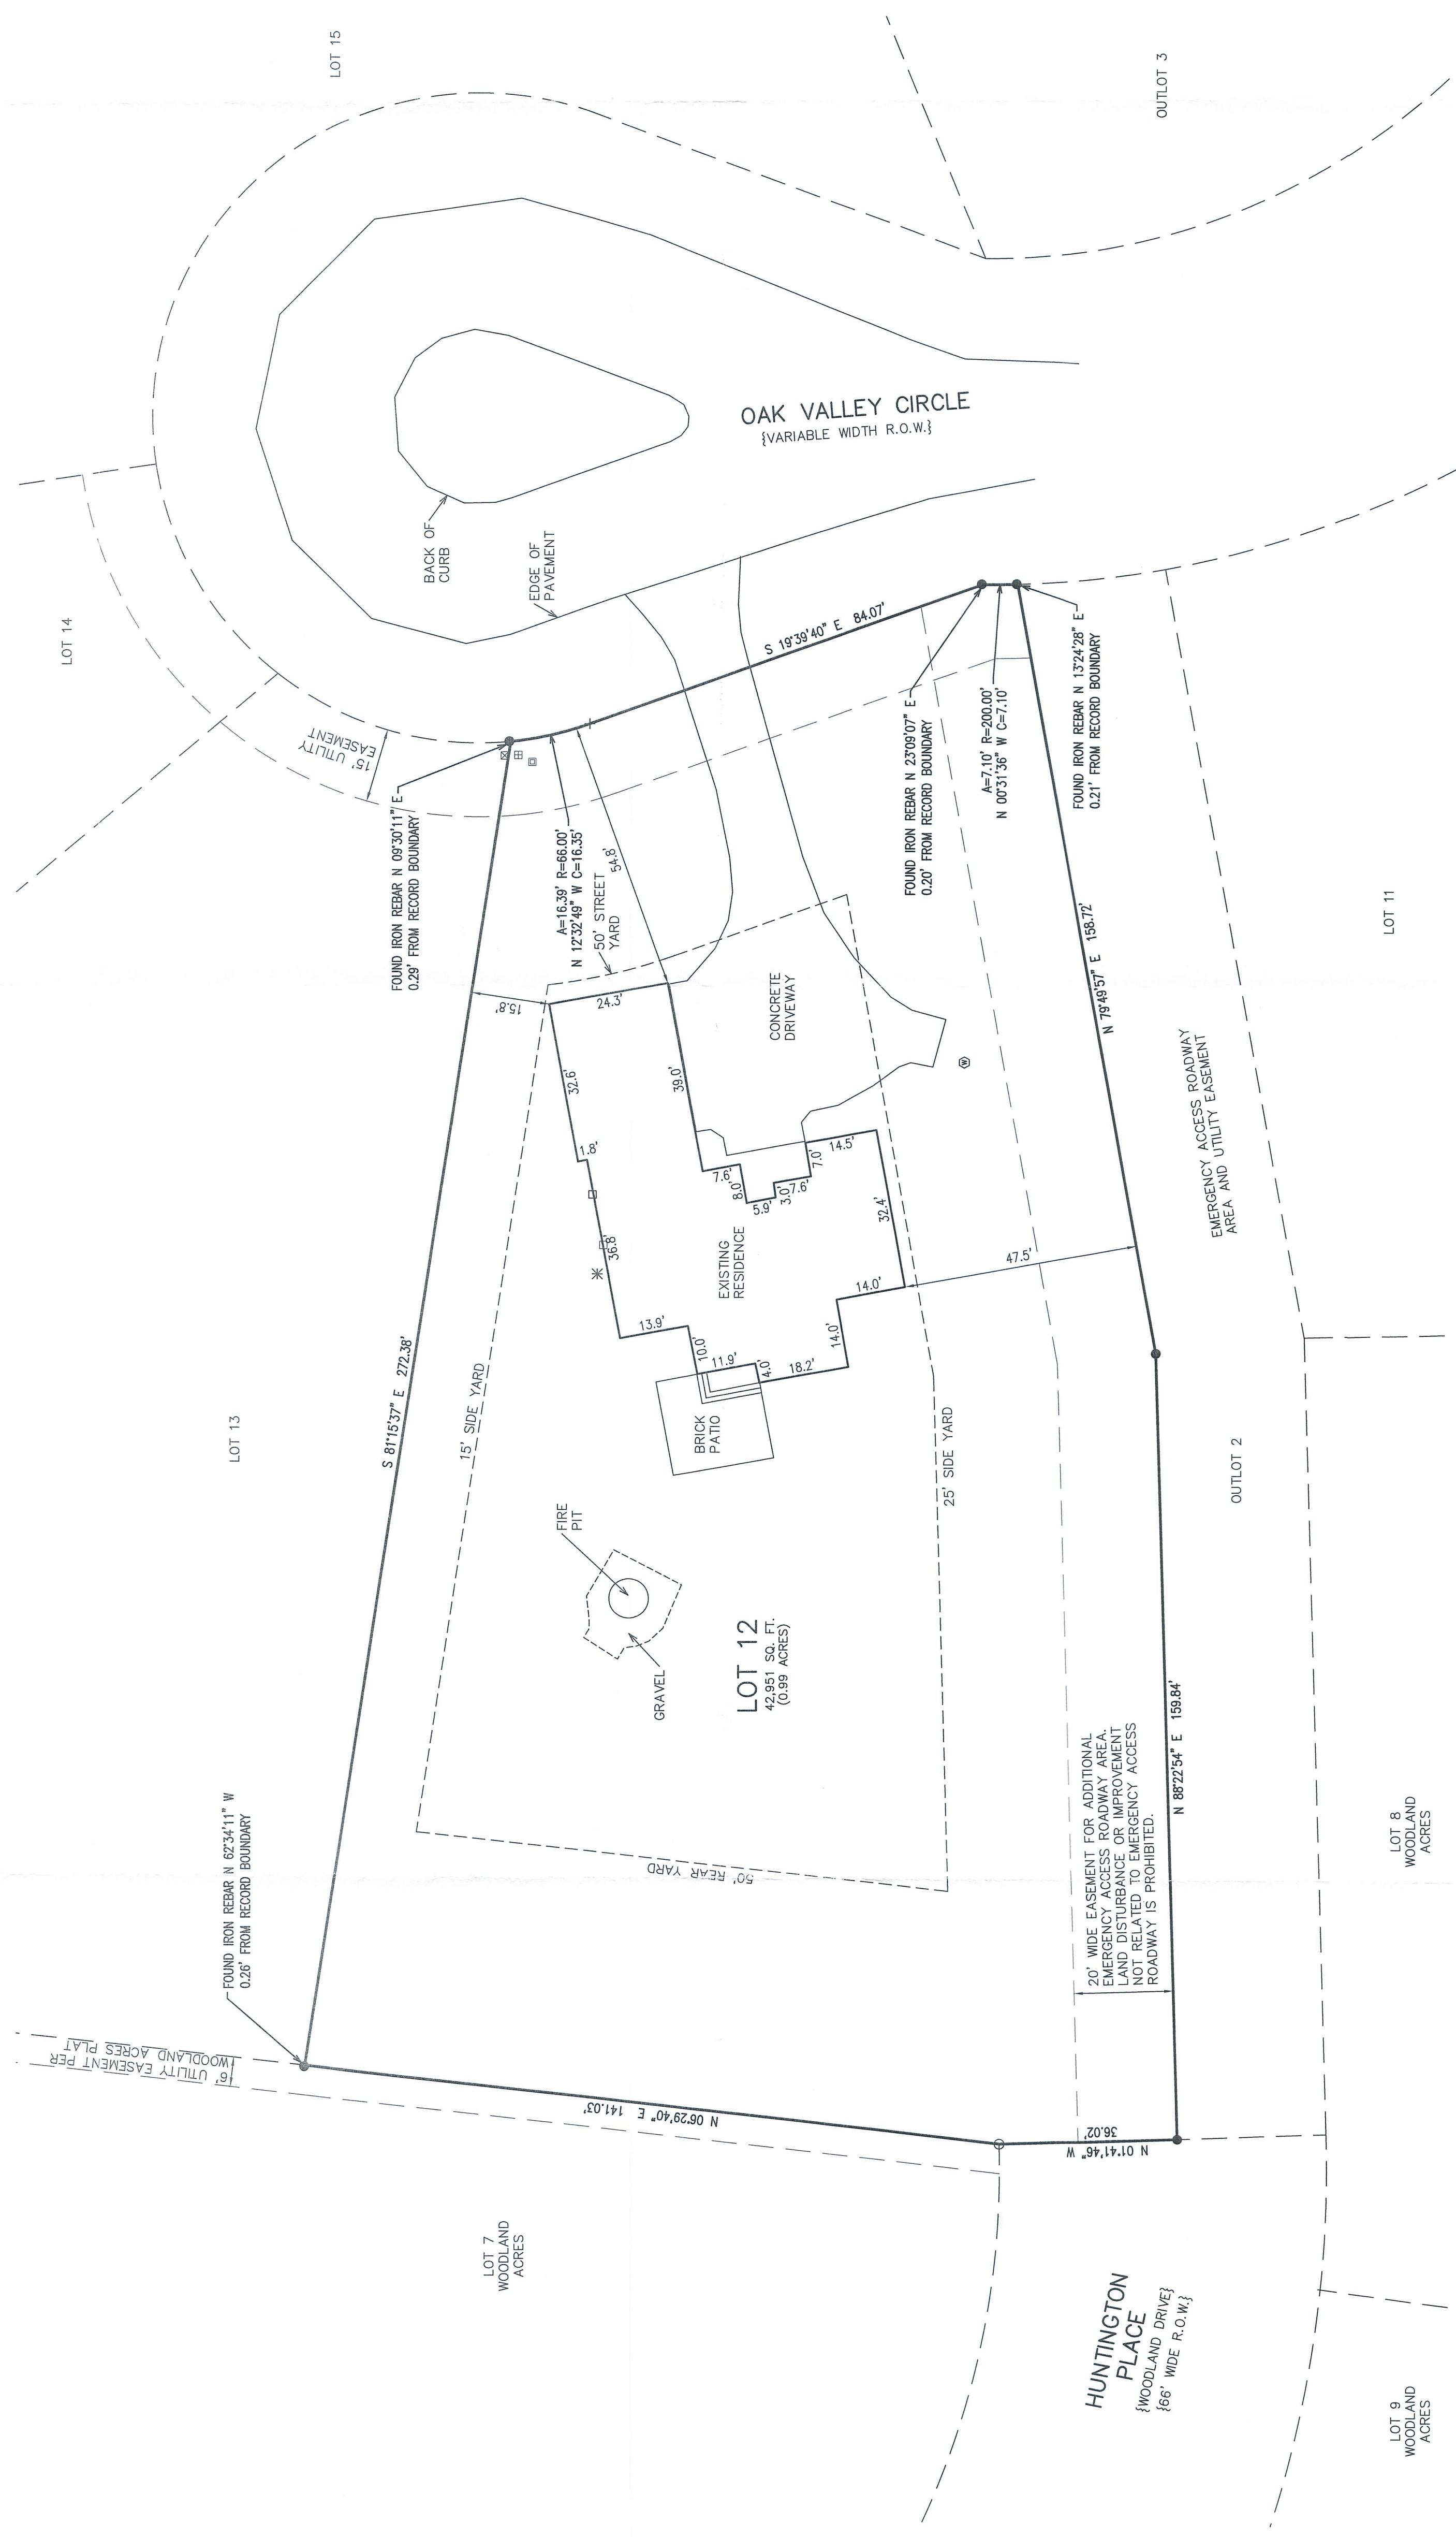 LOT 15
OUTLOT 3
LOT 14
OAK VALLEY CIRCLE
{VARIABLE WIDTH R.O.W.}
BACK OF
CURB
EDGE OF
PAVEMENT
15' UTILITY
EASEMENT
S 19°39'40" E 84.07'
FOUND IRON REBAR N 09°30'11" E
0.29' FROM RECORD BOUNDARY
A=16.39' R=66.00'
N 12°32'49" W C=16.35'
50' STREET
YARD
54.8'
FOUND IRON REBAR N 23°09'07" E
0.20' FROM RECORD BOUNDARY
A=7.10' R=200.00'
N 00°31'36" W C=7.10'
FOUND IRON REBAR N 13°24'28" E
0.21' FROM RECORD BOUNDARY
LOT 11
N 79°49'57" E 158.72'
15.8'
24.3'
CONCRETE
DRIVEWAY
W
32.6'
39.0'
1.8'
7.6'
8.0'
5.9'
3.0'
7.6'
7.0'
14.5'
32.4'
36.8'
EXISTING
RESIDENCE
47.5'
EMERGENCY ACCESS ROADWAY
AREA AND UTILITY EASEMENT
13.9'
10.0'
11.9'
4.0'
18.2'
14.0'
14.0'
BRICK
PATIO
LOT 13
S 81°15'37" E 272.38'
15' SIDE YARD
25' SIDE YARD
OUTLOT 2
FIRE
PIT
GRAVEL
LOT 12
42,951 SQ. FT.
(0.99 ACRES)
N 88°22'54" E 159.84'
20' WIDE EASEMENT FOR ADDITIONAL
EMERGENCY ACCESS ROADWAY AREA.
LAND DISTURBANCE OR IMPROVEMENT
NOT RELATED TO EMERGENCY ACCESS
ROADWAY IS PROHIBITED.
LOT 8
WOODLAND
ACRES
50' REAR YARD
FOUND IRON REBAR N 62°34'11" W
0.26' FROM RECORD BOUNDARY
6' UTILITY EASEMENT PER
WOODLAND ACRES PLAT
N 06°29'40" E 141.03'
N 01°41'46" W
36.02'
LOT 7
WOODLAND
ACRES
HUNTINGTON
PLACE
{WOODLAND DRIVE}
{66' WIDE R.O.W.}
LOT 9
WOODLAND
ACRES